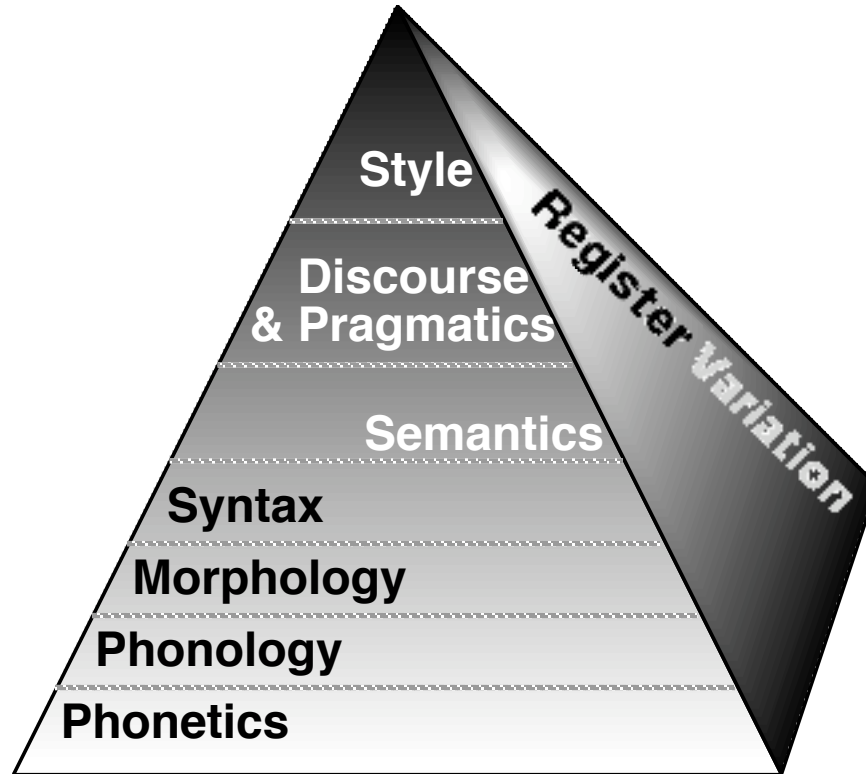 Style
Discourse
& Pragmatics
Semantics
Syntax
Morphology
Phonology
Phonetics
Register Variation